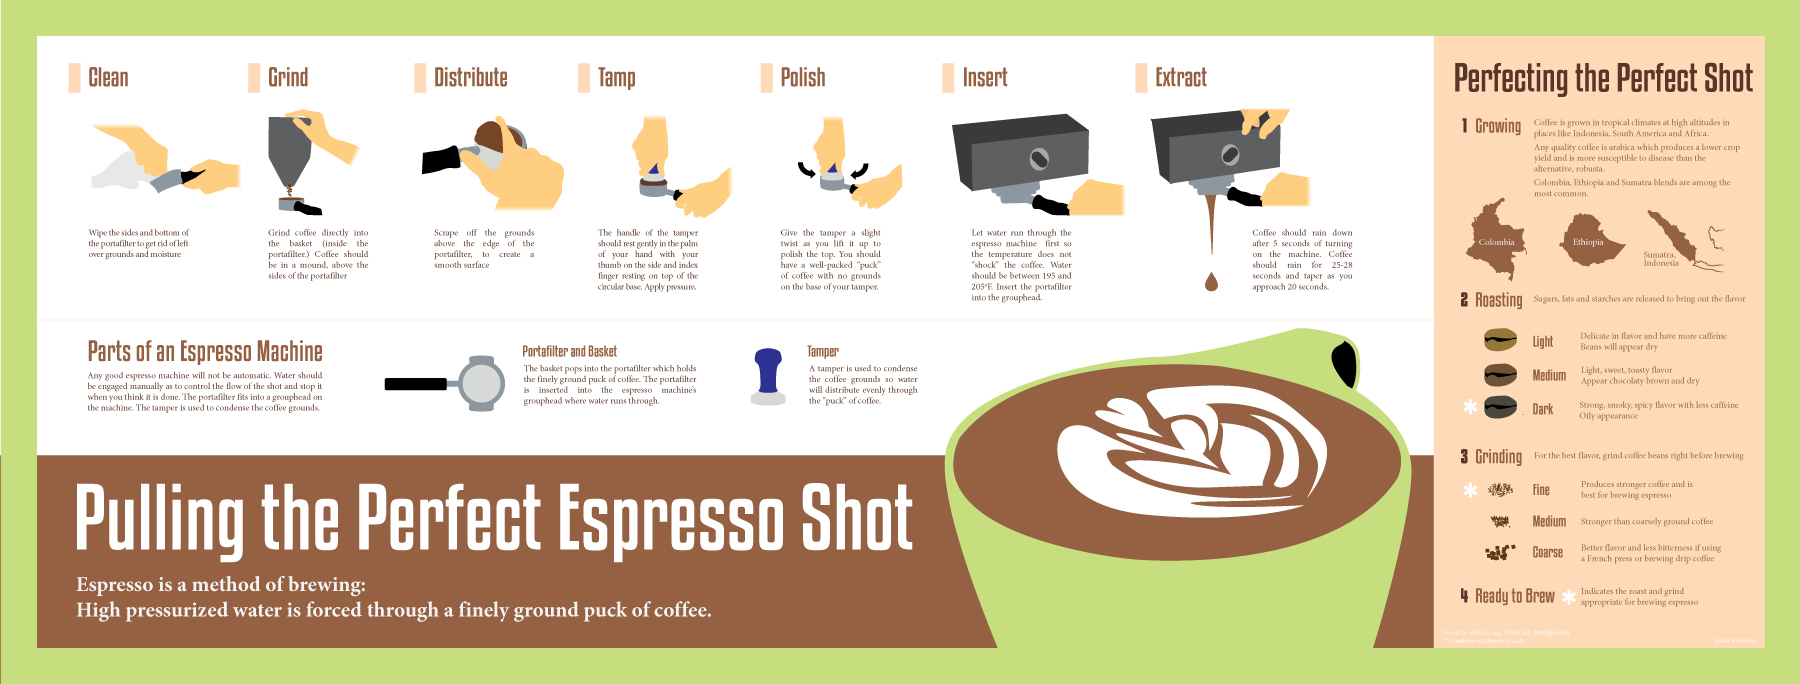 Clean
Wipe the sides and bottom of
the portafilter to get rid of left
over grounds and moisture
Grind
Grind coffee directly into
the basket (inside the
portafilter.) Coffee should
be in a mound, above the
sides of the portafilter
Distribute
Scrape off the grounds
above the edge of the
portafilter, to create a
smooth surface
Tamp
The handle of the tamper
should rest gently in the palm
of your hand with your
thumb on the side and index
finger resting on top of the
circular base. Apply pressure.
Polish
Give the tamper a slight
twist as you lift it up to
polish the top. You should
have a well-packed "puck"
of coffee with no grounds
on the base of your tamper.
Insert
Let water run through the
espresso machine first so
the temperature does not
"shock" the coffee. Water
should be between 195 and
205°F. Insert the portafilter
into the grouphead.
Extract
Coffee should rain down
after 5 seconds of turning
on the machine. Coffee
should rain for 25-28
seconds and taper as you
approach 20 seconds.
Parts of an Espresso Machine
Any good espresso machine will not be automatic. Water should
be engaged manually as to control the flow of the shot and stop it
when you think it is done. The portafilter fits into a grouphead on
the machine. The tamper is used to condense the coffee grounds.
Portafilter and Basket
The basket pops into the portafilter which holds
the finely ground puck of coffee. The portafilter
is inserted into the espresso machine's
grouphead where water runs through.
Tamper
A tamper is used to condense
the coffee grounds so water
will distribute evenly through
the "puck" of coffee.
Pulling the Perfect Espresso Shot
Espresso is a method of brewing:
High pressurized water is forced through a finely ground puck of coffee.
Perfecting the Perfect Shot
1 Growing
Coffee is grown in tropical climates at high altitudes in
places like Indonesia, South America and Africa.
Any quality coffee is arabica which produces a lower crop
yield and is more susceptible to disease than the
alternative, robusta.
Colombia, Ethiopia and Sumatra blends are among the
most common.
Colombia
Ethiopia
Sumatra,
Indonesia
2 Roasting
Sugars, fats and starches are released to bring out the flavor
Light
Delicate in flavor and have more caffeine
Beans will appear dry
Medium
Light, sweet, toasty flavor
Appear chocolaty brown and dry
* Dark
Strong, smoky, spicy flavor with less caffeine
Oily appearance
3 Grinding
For the best flavor, grind coffee beans right before brewing
* Fine
Produces stronger coffee and is
best for brewing espresso
Medium
Stronger than coarsely ground coffee
Coarse
Better flavor and less bitterness if using
a French press or brewing drip coffee
4 Ready to Brew
* Indicates the roast and grind
appropriate for brewing espresso